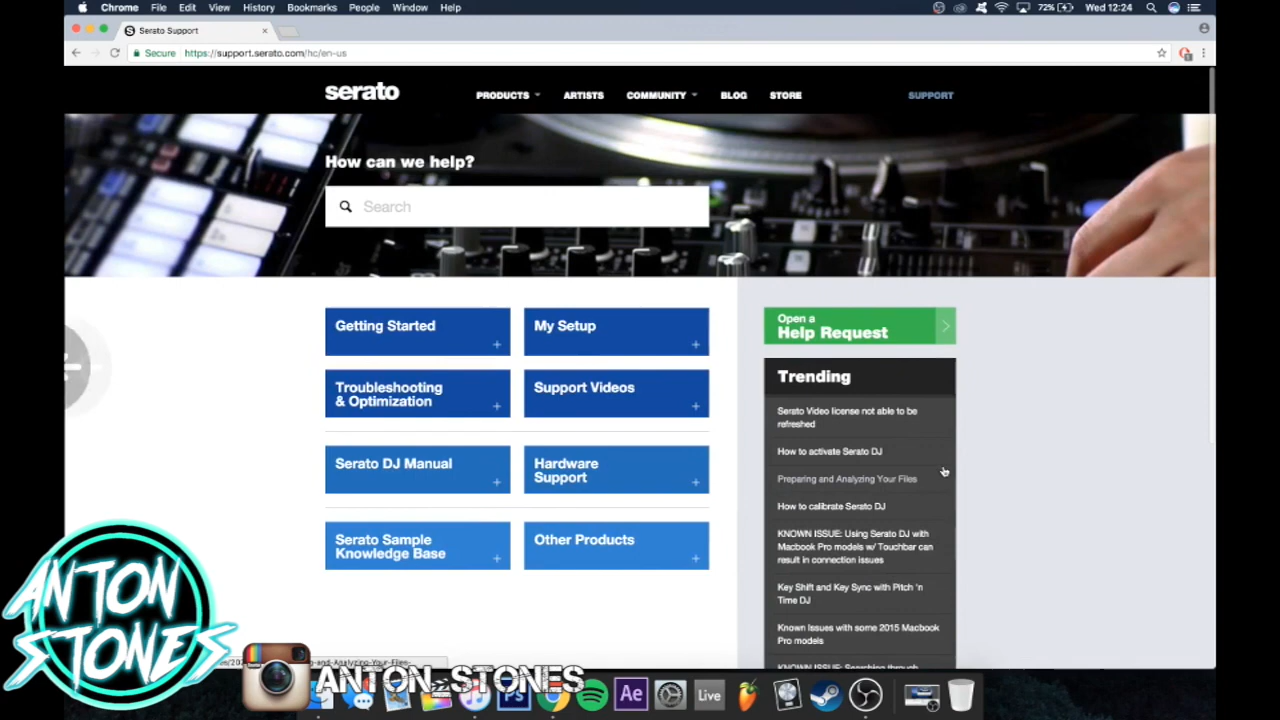 Chrome File Edit View History Bookmarks People Window Help 72% Wed 12:24
Serato Support
Secure https://support.serato.com/hc/en-us
serato PRODUCTS ARTISTS COMMUNITY BLOG STORE SUPPORT
How can we help?
Search
Getting Started
My Setup
Troubleshooting
& Optimization
Support Videos
Serato DJ Manual
Hardware
Support
Serato Sample
Knowledge Base
Other Products
Open a
Help Request
Trending
Serato Video license not able to be
refreshed
How to activate Serato DJ
Preparing and Analyzing Your Files
How to calibrate Serato DJ
KNOWN ISSUE: Using Serato DJ with
Macbook Pro models w/ Touchbar can
result in connection issues
Key Shift and Key Sync with Pitch 'n
Time DJ
Known Issues with some 2015 Macbook
Pro models
KNOWN ISSUE: Searching through
ANTON
STONES
ANTON_STONES
Ps
Ae
Live